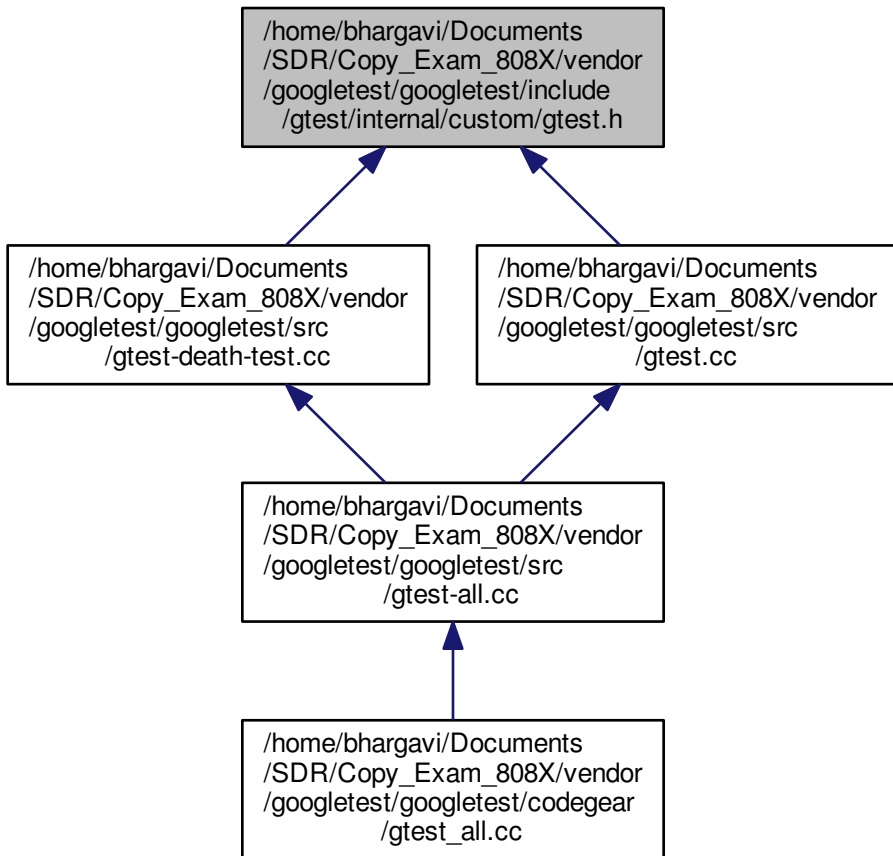 /home/bhargavi/Documents
/SDR/Copy_Exam_808X/vendor
/googletest/googletest/include
/gtest/internal/custom/gtest.h
/home/bhargavi/Documents
/SDR/Copy_Exam_808X/vendor
/googletest/googletest/src
/gtest-death-test.cc
/home/bhargavi/Documents
/SDR/Copy_Exam_808X/vendor
/googletest/googletest/src
/gtest.cc
/home/bhargavi/Documents
/SDR/Copy_Exam_808X/vendor
/googletest/googletest/src
/gtest-all.cc
/home/bhargavi/Documents
/SDR/Copy_Exam_808X/vendor
/googletest/googletest/codegear
/gtest_all.cc